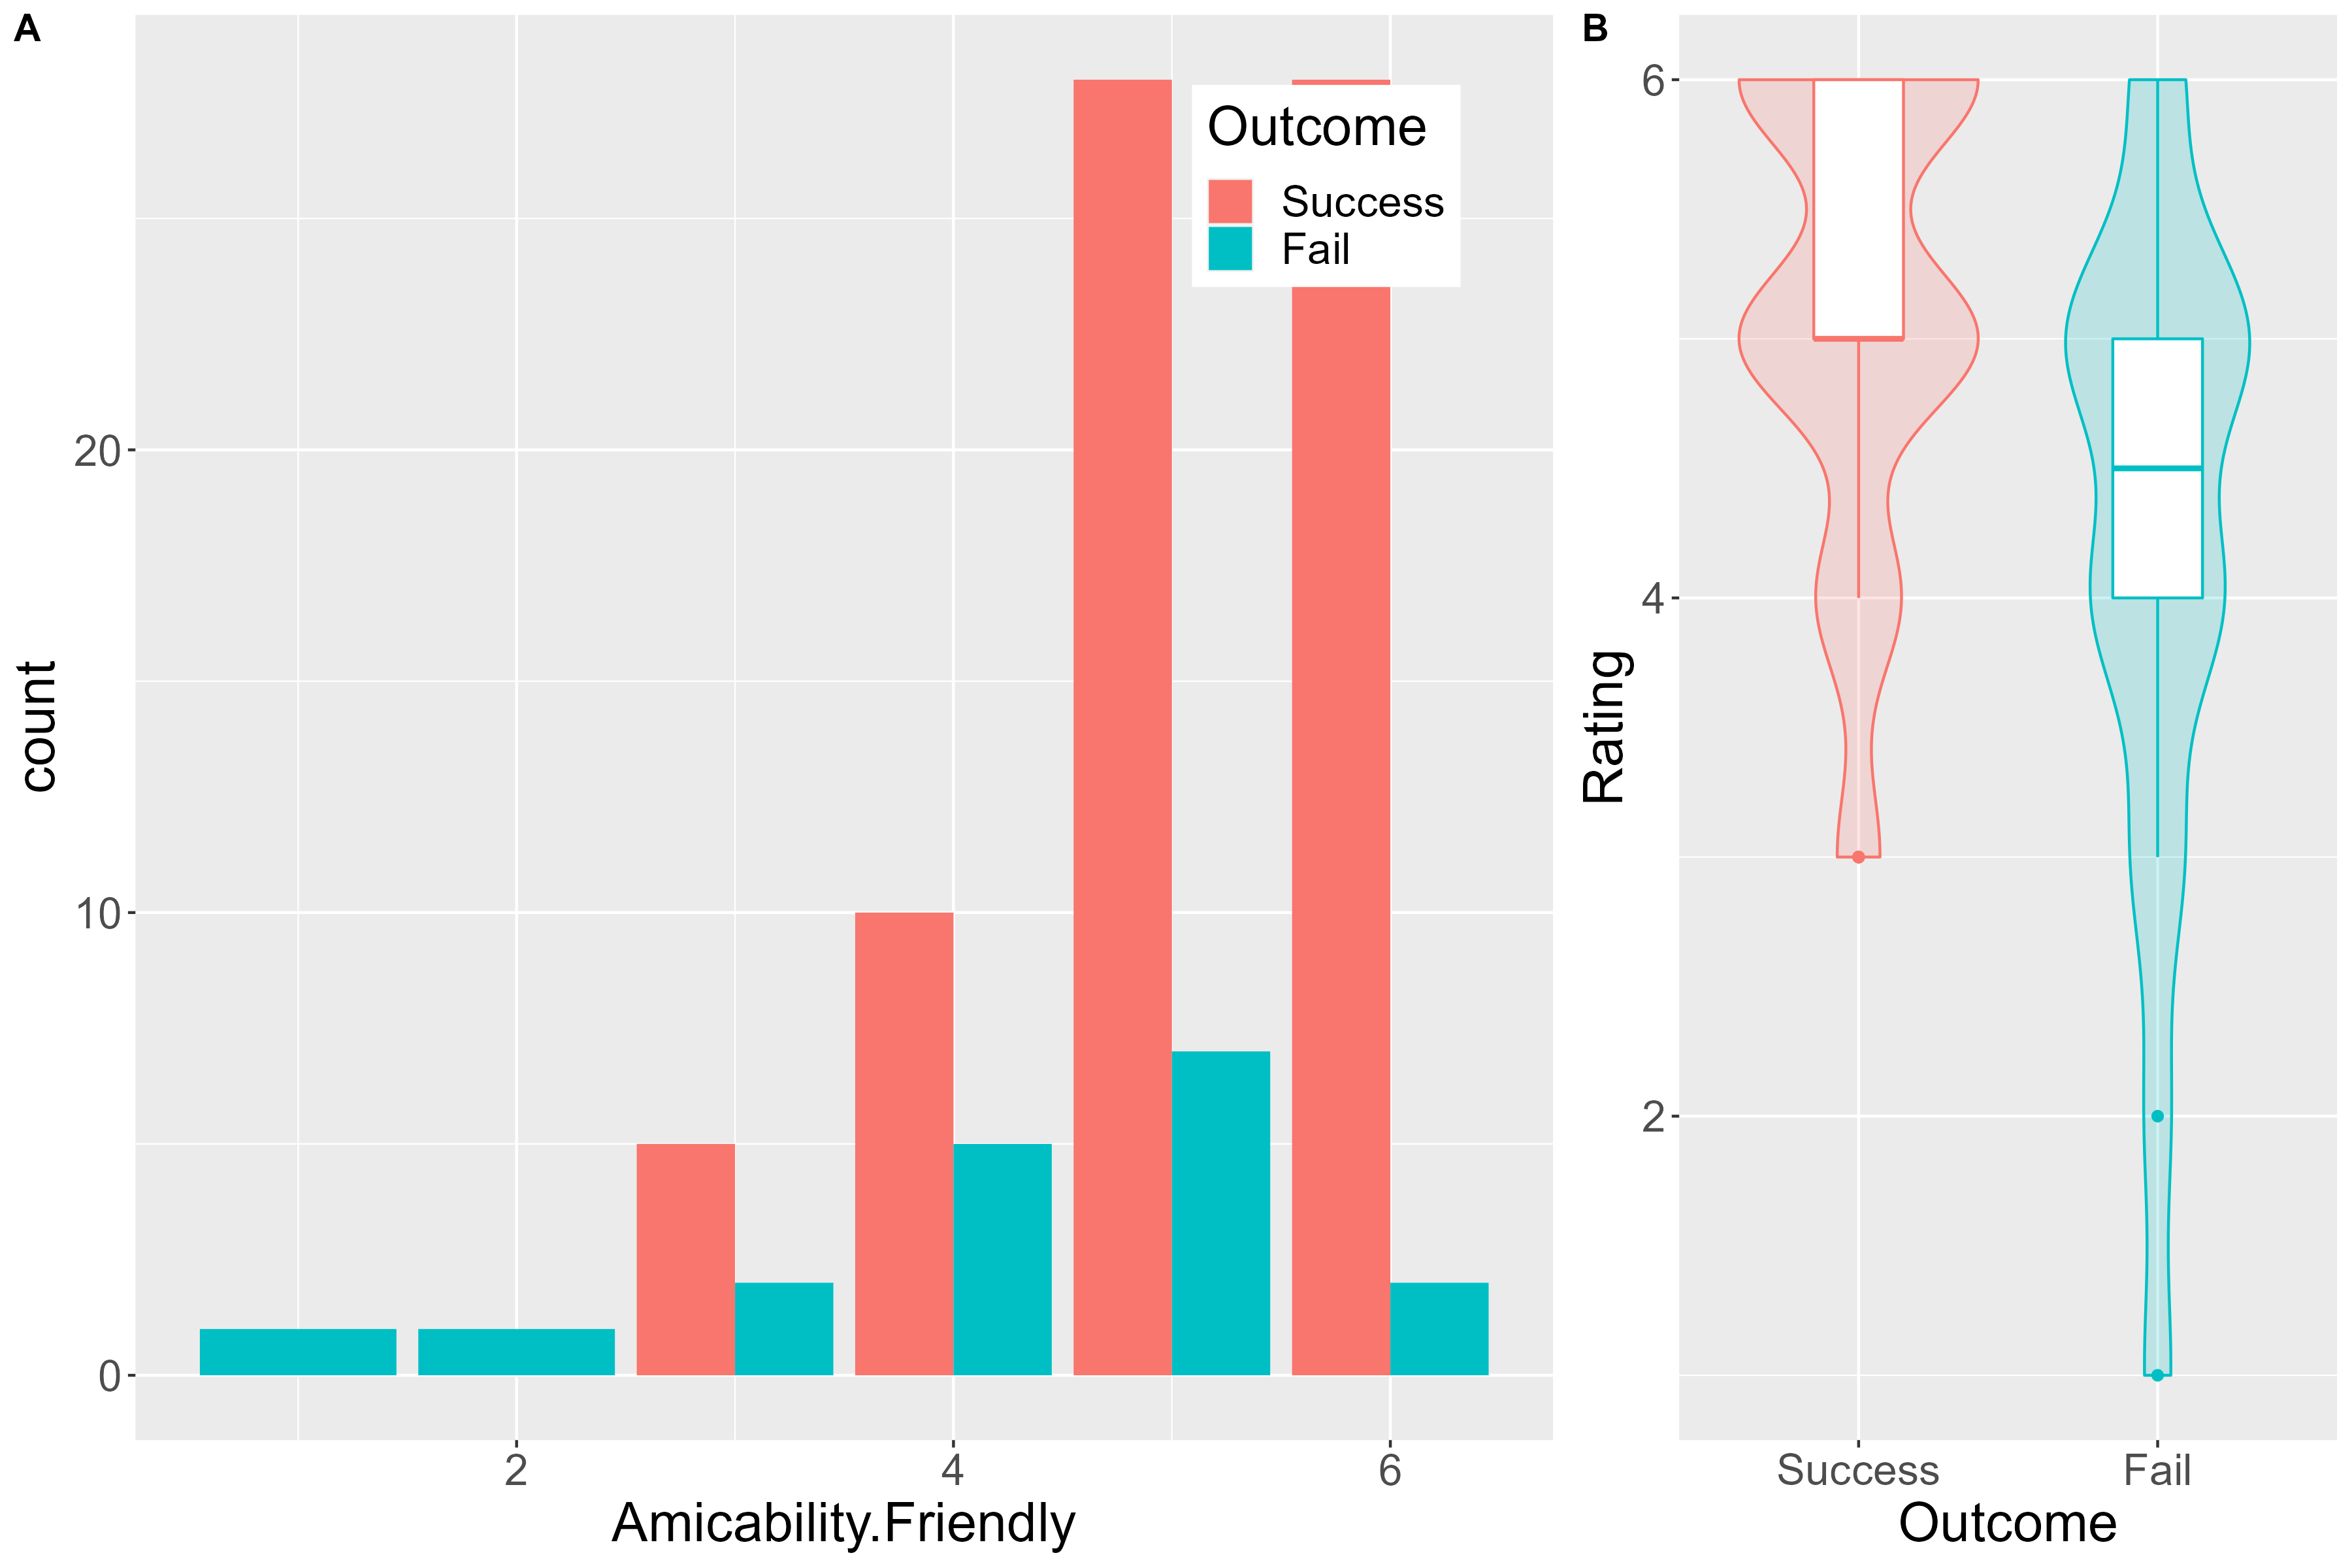 A
count
20
10
0
2
4
6
Amicability.Friendly
Outcome
Success
Fail
B
Rating
6
4
2
Success
Fail
Outcome